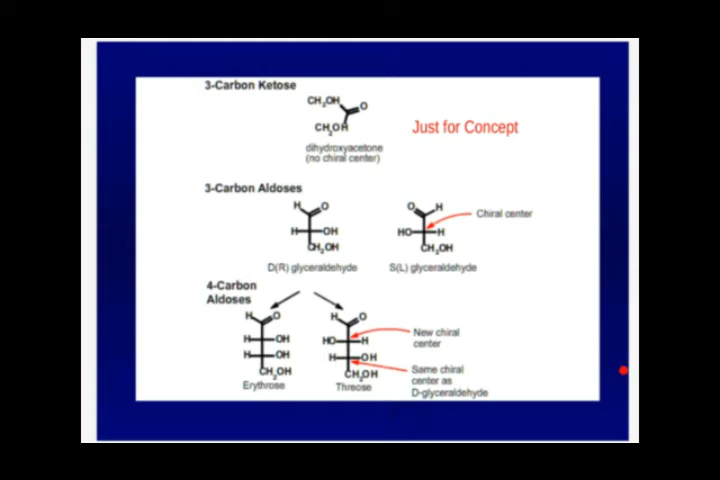 3-Carbon Ketose
CH₂OH
O
CH₂OH
Just for Concept
dihydroxyacetone
(no chiral center)
3-Carbon Aldoses
H O
O H
Chiral center
H OH
HO H
CH₂OH
CH₂OH
D(R) glyceraldehyde
S(L) glyceraldehyde
4-Carbon
Aldoses
H O
H O
H OH
HO H
New chiral
center
H OH
H OH
CH₂OH
CH₂OH
Same chiral
center as
D-glyceraldehyde
Erythrose
Threose